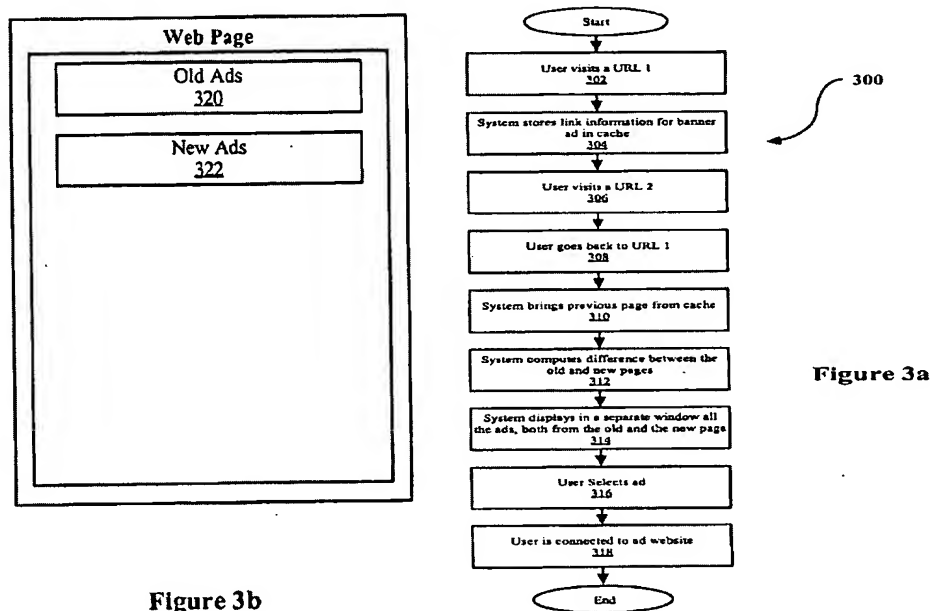 Web Page
Old Ads
320
New Ads
322
Figure 3b
Start
User visits a URL 1
302
System stores link information for banner
ad in cache
304
User visits a URL 2
306
User goes back to URL 1
308
System brings previous page from cache
310
System computes difference between the
old and new pages
312
System displays in a separate window all
the ads, both from the old and the new page
314
User Selects ad
316
User is connected to ad website
318
End
300
Figure 3a